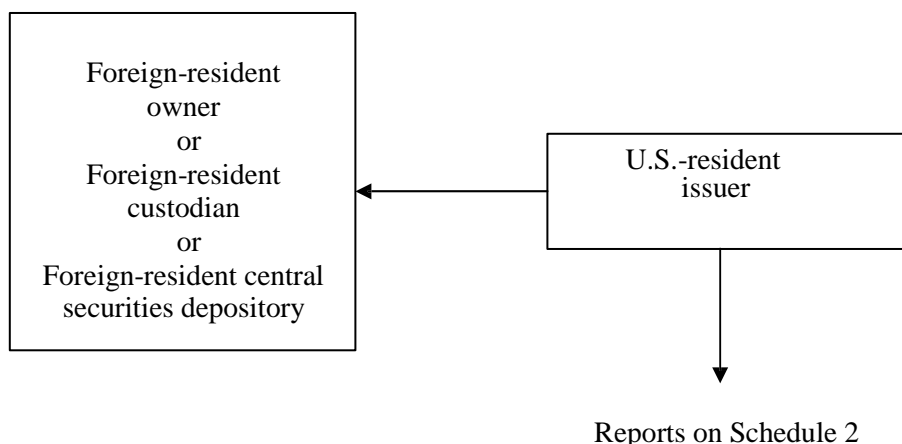 Foreign-resident
owner
or
Foreign-resident
custodian
or
Foreign-resident central
securities depository
U.S.-resident
issuer
Reports on Schedule 2